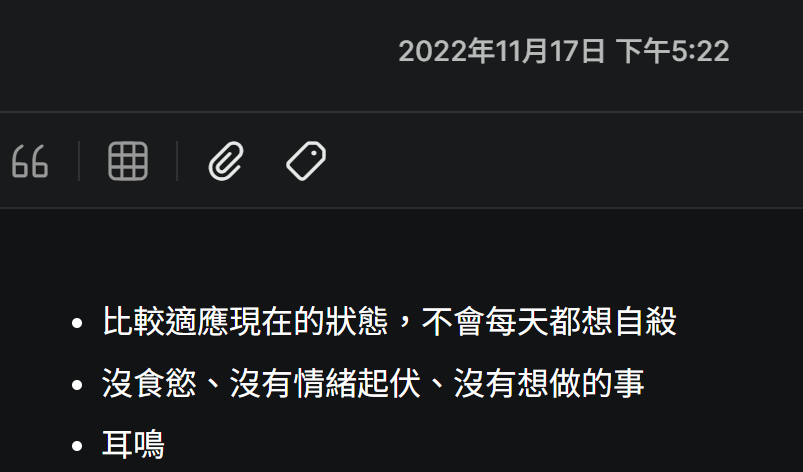 2022年11月17日 下午5:22
比較適應現在的狀態，不會每天都想自殺
沒食慾、沒有情緒起伏、沒有想做的事
耳鳴